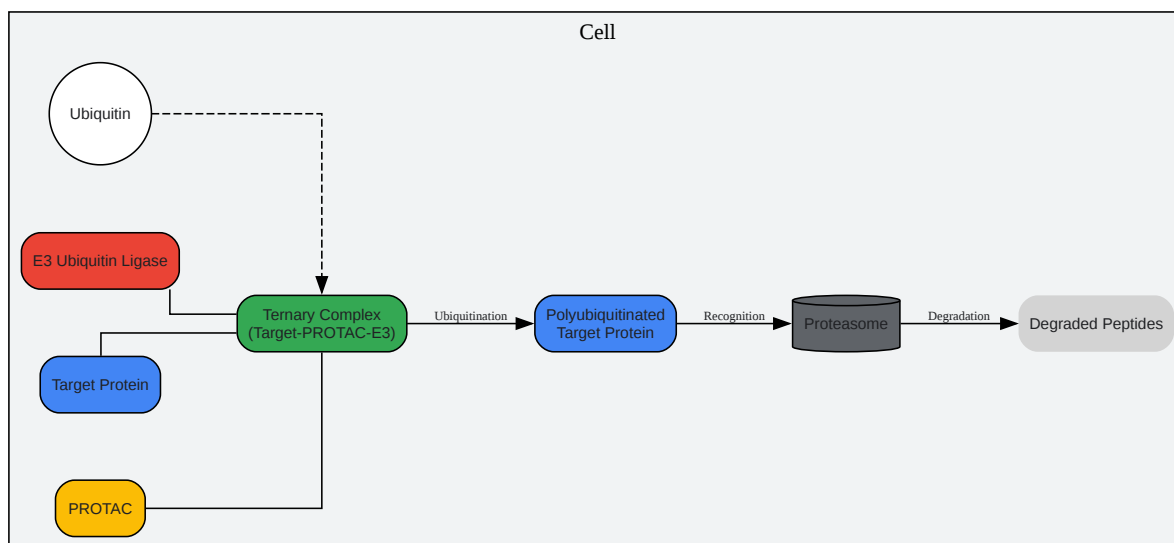 Cell
Ubiquitin
E3 Ubiquitin Ligase
Target Protein
PROTAC
Ternary Complex
(Target-PROTAC-E3)
Ubiquitination
Polyubiquitinated
Target Protein
Recognition
Proteasome
Degradation
Degraded Peptides